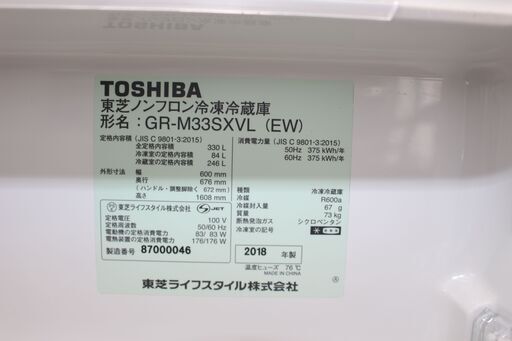 TOSHIBA
東芝ノンフロン冷凍冷蔵庫
形名：GR-M33SXVL (EW)
定格内容積 (JIS C 9801-3:2015)
全定格内容積 330 L
冷凍室の定格内容積 84 L
冷蔵室の定格内容積 246 L
外形寸法 幅 600 mm
奥行 676 mm
(ハンドル・調整脚除く 672 mm)
高さ 1608 mm
東芝ライフスタイル株式会社 JET
定格電圧 100 V
定格周波数 50/60 Hz
電動機の定格消費電力 83/ 83 W
電熱装置の定格消費電力 176/176 W
製造番号 87000046
消費電力量 (JIS C 9801-3:2015)
50Hz 375 kWh/年
60Hz 375 kWh/年
種類 冷凍冷蔵庫
冷媒 R600a
冷媒封入量 67 g
質量 73 kg
断熱発泡ガス シクロペンタン
冷凍室の記号
2018 年製
温度ヒューズ 76℃
MADE IN CHINA
東芝ライフスタイル株式会社